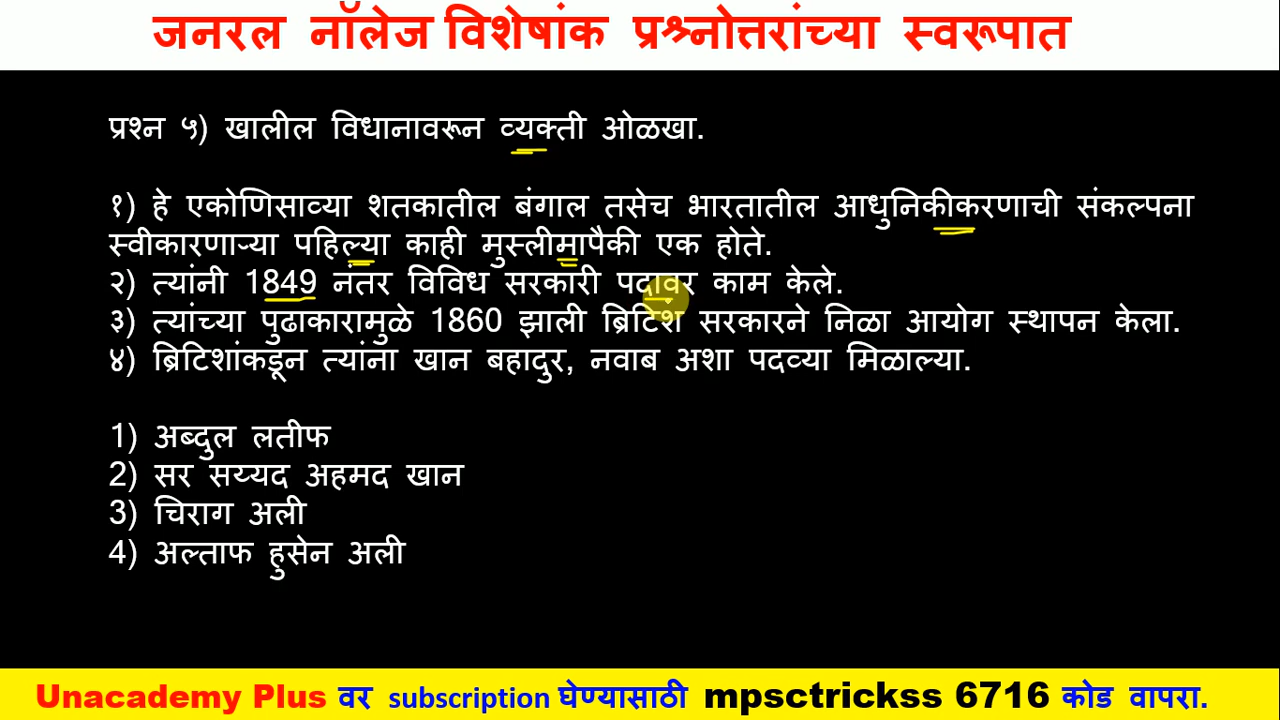 जनरल नॉलेज विशेषांक प्रश्नोत्तरांच्या स्वरूपात
प्रश्न ५) खालील विधानावरून व्यक्ती ओळखा.
१) हे एकोणिसाव्या शतकातील बंगाल तसेच भारतातील आधुनिकीकरणाची संकल्पना
स्वीकारणाऱ्या पहिल्या काही मुस्लीमापैकी एक होते.
२) त्यांनी 1849 नंतर विविध सरकारी पदावर काम केले.
३) त्यांच्या पुढाकारामुळे 1860 झाली ब्रिटिश सरकारने निळा आयोग स्थापन केला.
४) ब्रिटिशांकडून त्यांना खान बहादुर, नवाब अशा पदव्या मिळाल्या.
1) अब्दुल लतीफ
2) सर सय्यद अहमद खान
3) चिराग अली
4) अल्ताफ हुसेन अली
Unacademy Plus वर subscription घेण्यासाठी mpsctrickss 6716 कोड वापरा.